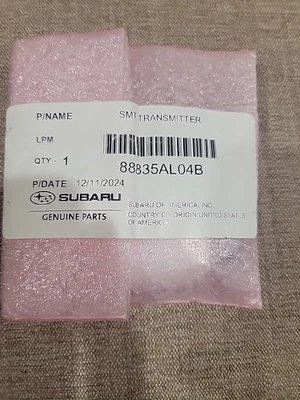 P/NAME SMT TRANSMITTER
LPM
QTY - 1 88835AL04B
P/DATE 12/11/2024
SUBARU
GENUINE PARTS
SUBARU OF AMERICA, INC.
COUNTRY OF ORIGIN:UNITED STATES
OF AMERICA